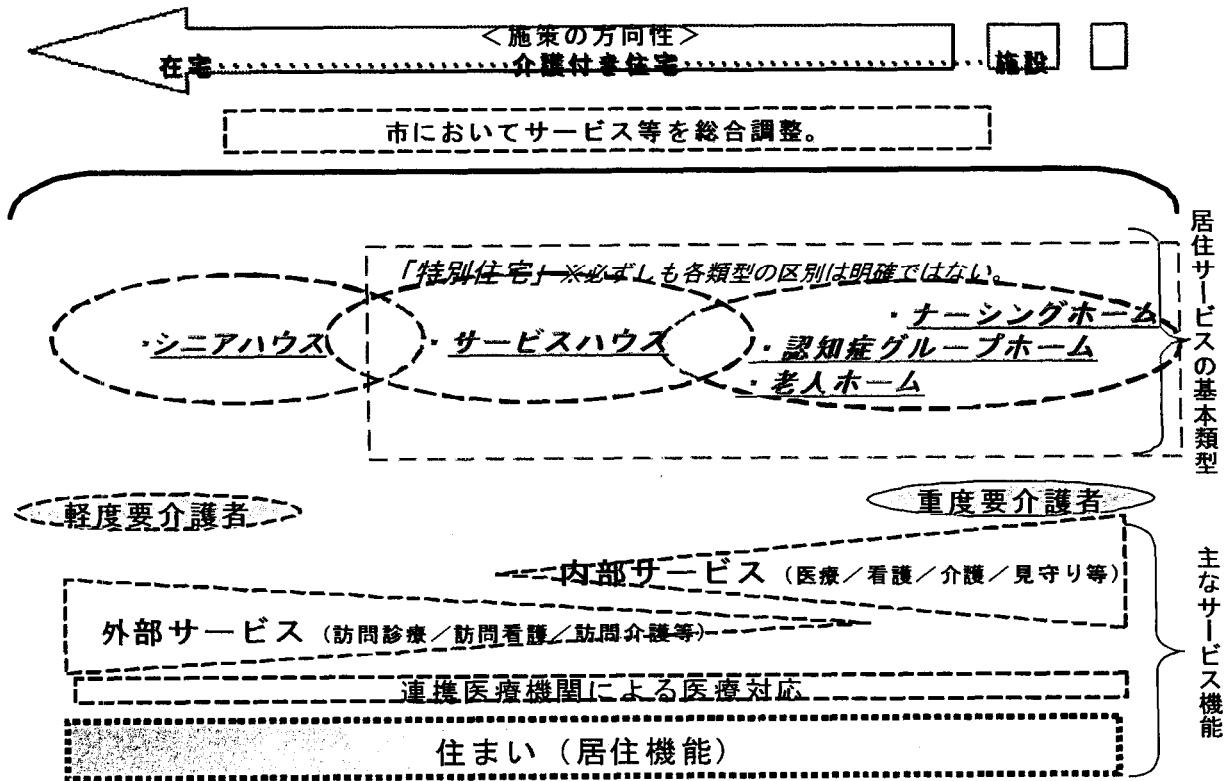 <施策の方向性>
在宅‥‥‥‥‥‥‥介護付き住宅‥‥‥‥‥‥‥施設
市においてサービス等を総合調整。
「特別住宅」※必ずしも各類型の区別は明確ではない。
・シニアハウス
・サービスハウス
・ナーシングホーム
・認知症グループホーム
・老人ホーム
居住サービスの基本類型
軽度要介護者
重度要介護者
内部サービス(医療/看護/介護/見守り等)
外部サービス(訪問診療/訪問看護/訪問介護等)
連携医療機関による医療対応
住まい(居住機能)
主なサービス機能